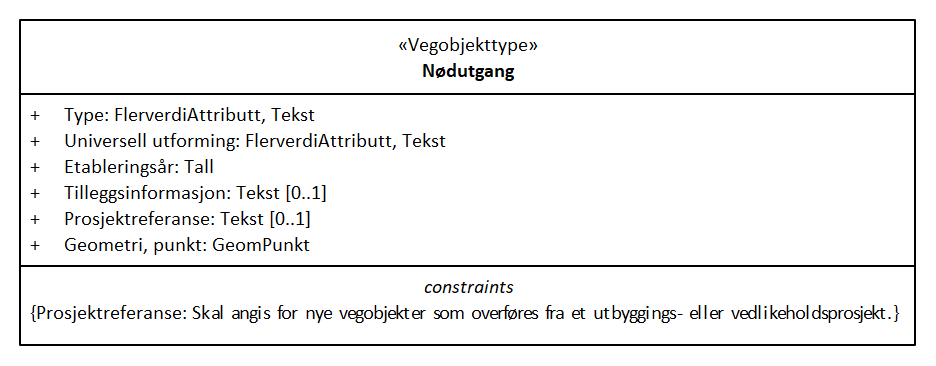 «Vegobjekttype»
Nødutgang
+ Type: FlerverdiAttributt, Tekst
+ Universell utforming: FlerverdiAttributt, Tekst
+ Etableringsår: Tall
+ Tilleggsinformasjon: Tekst [0..1]
+ Prosjektreferanse: Tekst [0..1]
+ Geometri, punkt: GeomPunkt
constraints
{Prosjektreferanse: Skal angis for nye vegobjekter som overføres fra et utbyggings- eller vedlikeholdsprosjekt.}